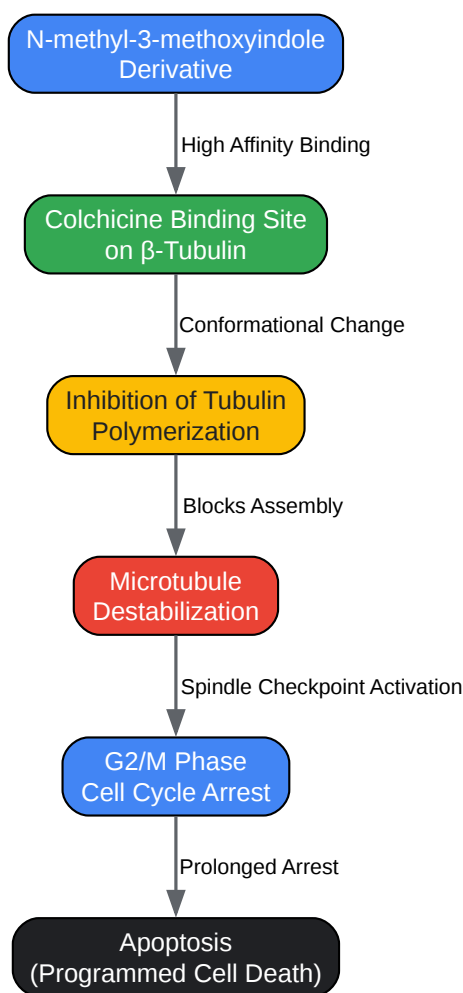 N-methyl-3-methoxyindole
Derivative
High Affinity Binding
Colchicine Binding Site
on β-Tubulin
Conformational Change
Inhibition of Tubulin
Polymerization
Blocks Assembly
Microtubule
Destabilization
Spindle Checkpoint Activation
G2/M Phase
Cell Cycle Arrest
Prolonged Arrest
Apoptosis
(Programmed Cell Death)